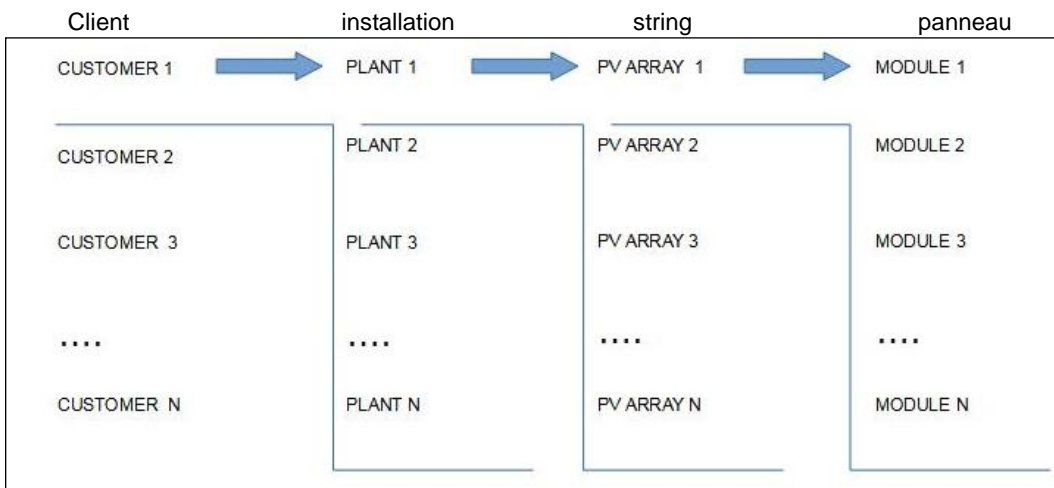 Client installation string panneau
CUSTOMER 1 PLANT 1 PV ARRAY 1 MODULE 1
CUSTOMER 2 PLANT 2 PV ARRAY 2 MODULE 2
CUSTOMER 3 PLANT 3 PV ARRAY 3 MODULE 3
.... .... .... ....
CUSTOMER N PLANT N PV ARRAY N MODULE N